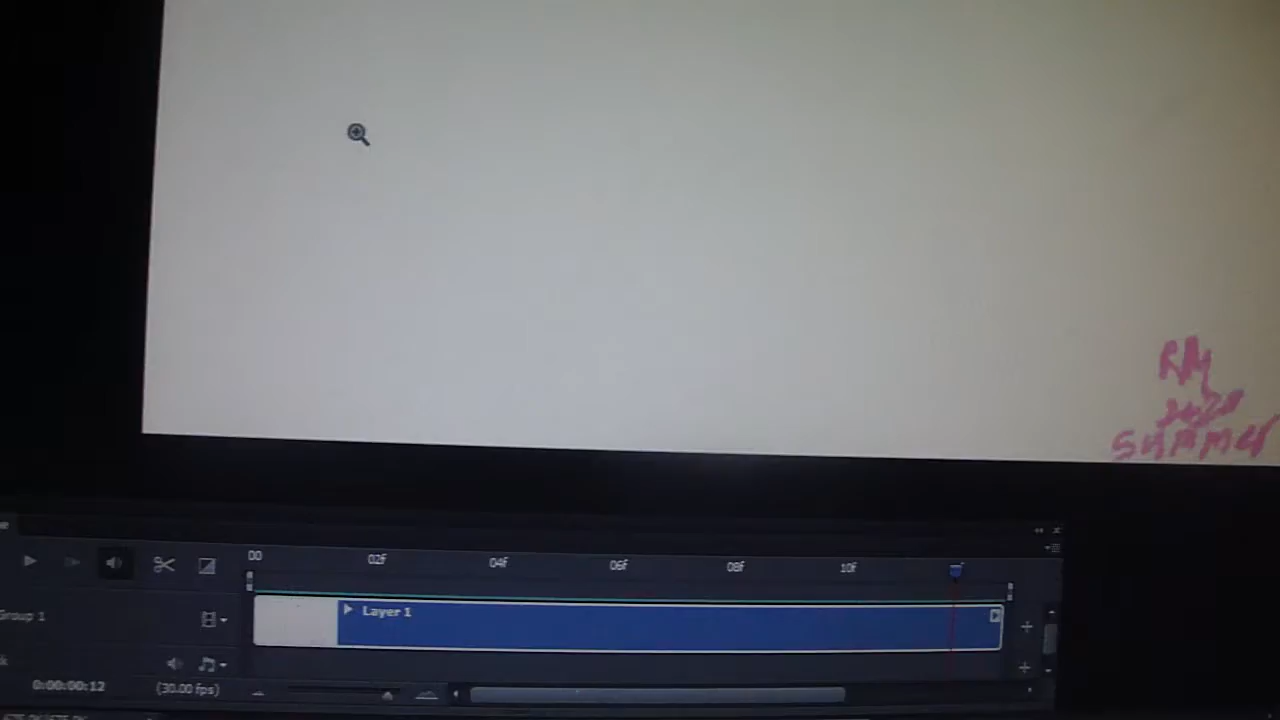 RM
2020
summer
00
02f
04f
06f
08f
10f
Layer 1
Group 1
0:00:00:12
(30.00 fps)